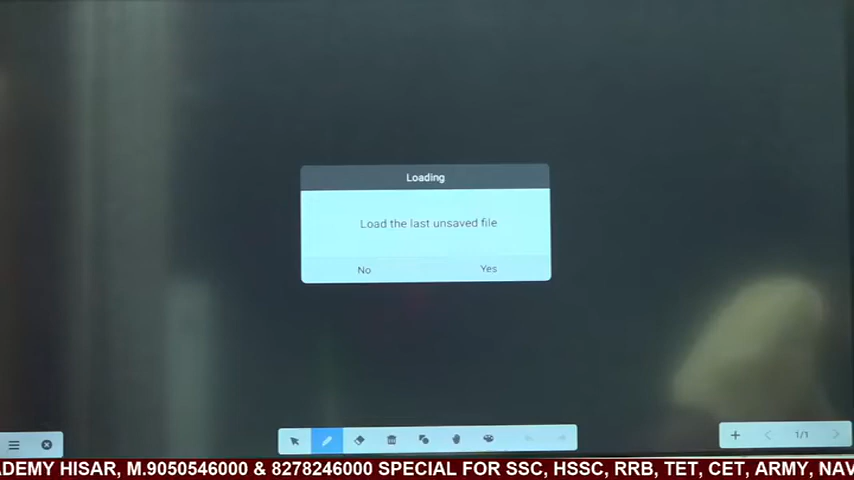 Loading
Load the last unsaved file
No
Yes
1/1
ADEMY HISAR, M.9050546000 & 8278246000 SPECIAL FOR SSC, HSSC, RRB, TET, CET, ARMY, NAV